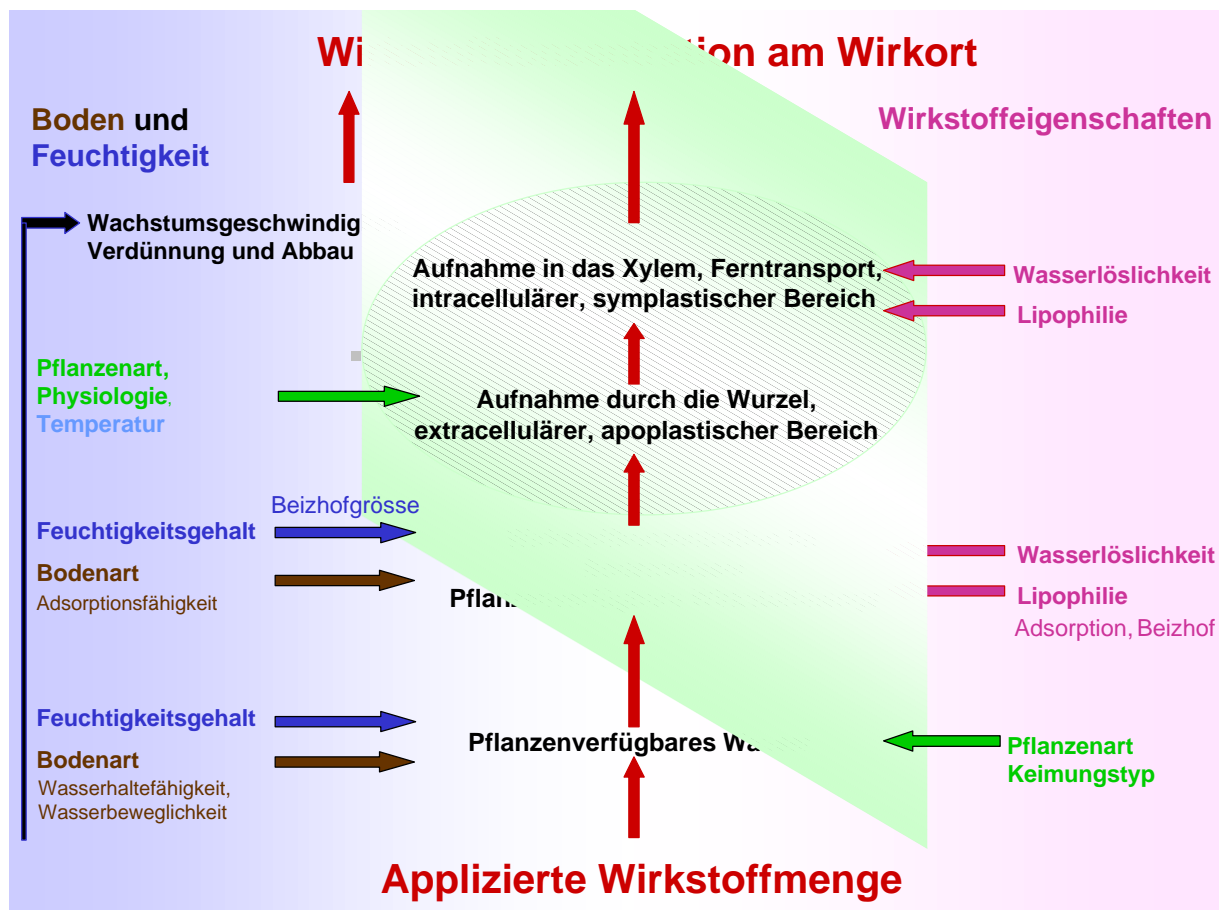 Wi tion am Wirkort
Boden und
Feuchtigkeit
Wirkstoffeigenschaften
Wachstumsgeschwindig
Verdünnung und Abbau
Aufnahme in das Xylem, Ferntransport,
intracellulärer, symplastischer Bereich
Wasserlöslichkeit
Lipophilie
Pflanzenart,
Physiologie,
Temperatur
Aufnahme durch die Wurzel,
extracellulärer, apoplastischer Bereich
Beizhofgrösse
Feuchtigkeitsgehalt
Bodenart
Adsorptionsfähigkeit
Pflan
Wasserlöslichkeit
Lipophilie
Adsorption, Beizhof
Feuchtigkeitsgehalt
Bodenart
Wasserhaltefähigkeit,
Wasserbeweglichkeit
Pflanzenverfügbares Wa
Pflanzenart
Keimungstyp
Applizierte Wirkstoffmenge